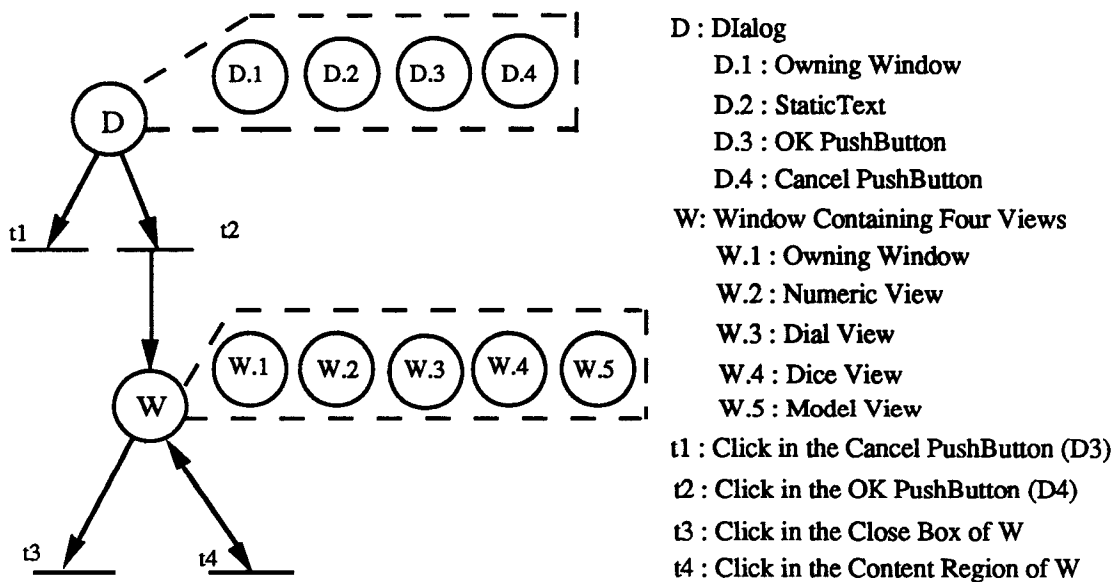 D.1 D.2 D.3 D.4
D
t1 t2
W.1 W.2 W.3 W.4 W.5
W
t3 t4
D : DIalog
D.1 : Owning Window
D.2 : StaticText
D.3 : OK PushButton
D.4 : Cancel PushButton
W: Window Containing Four Views
W.1 : Owning Window
W.2 : Numeric View
W.3 : Dial View
W.4 : Dice View
W.5 : Model View
t1 : Click in the Cancel PushButton (D3)
t2 : Click in the OK PushButton (D4)
t3 : Click in the Close Box of W
t4 : Click in the Content Region of W